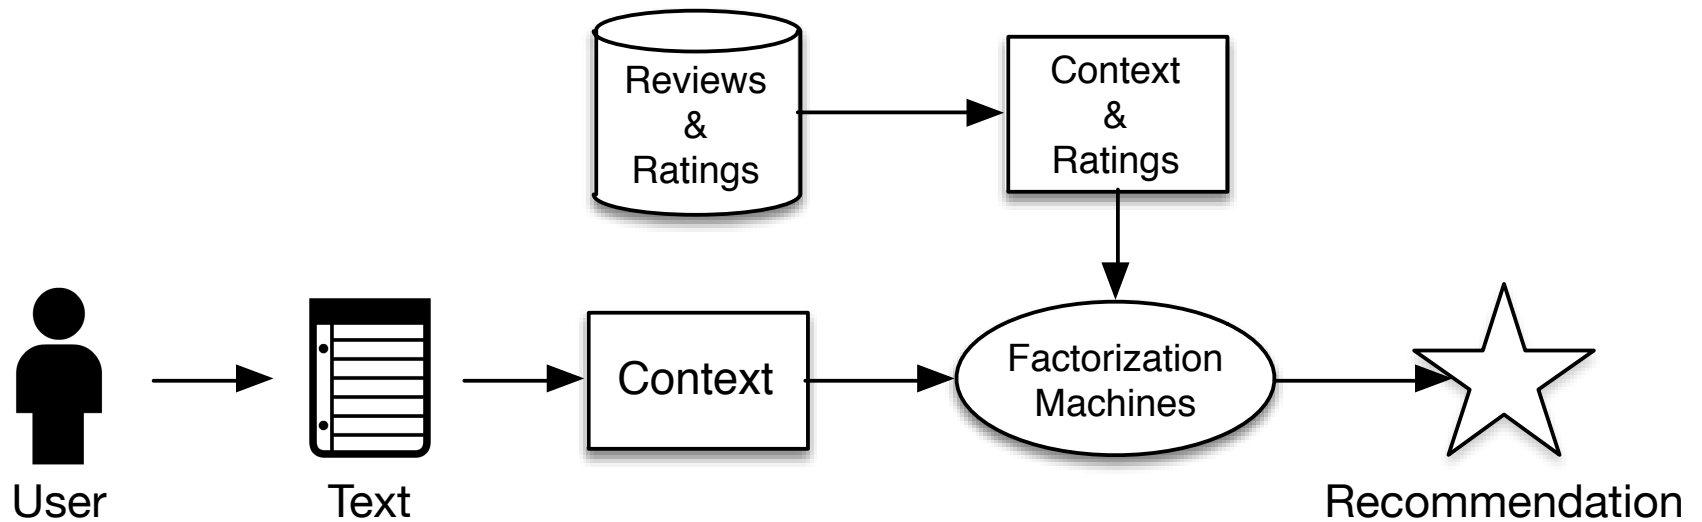 Reviews
&
Ratings
Context
&
Ratings
Context
Factorization
Machines
User
Text
Recommendation